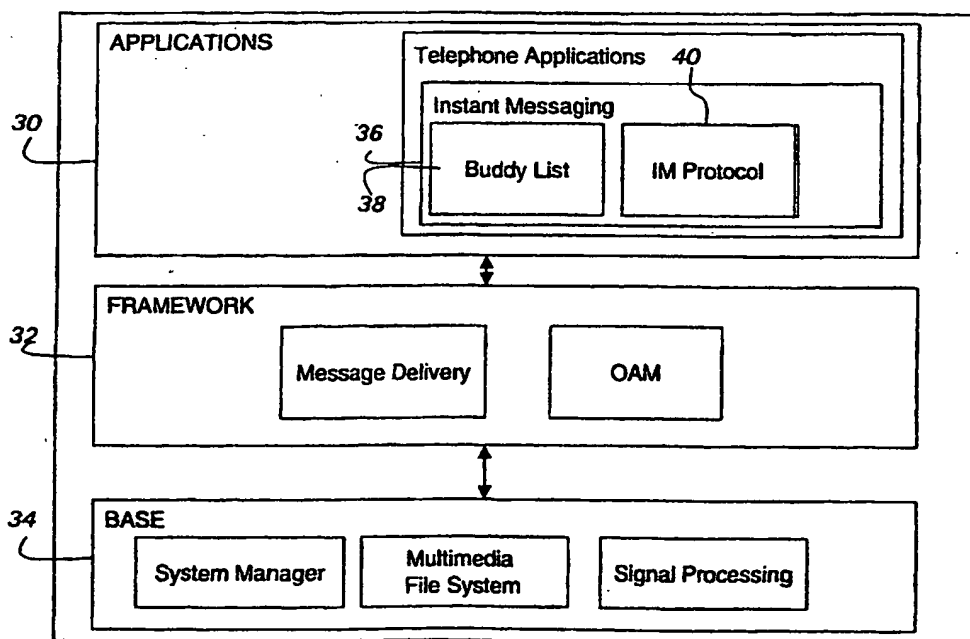 APPLICATIONS
Telephone Applications
40
Instant Messaging
30
36
Buddy List
IM Protocol
38
FRAMEWORK
32
Message Delivery
OAM
34
BASE
System Manager
Multimedia
File System
Signal Processing